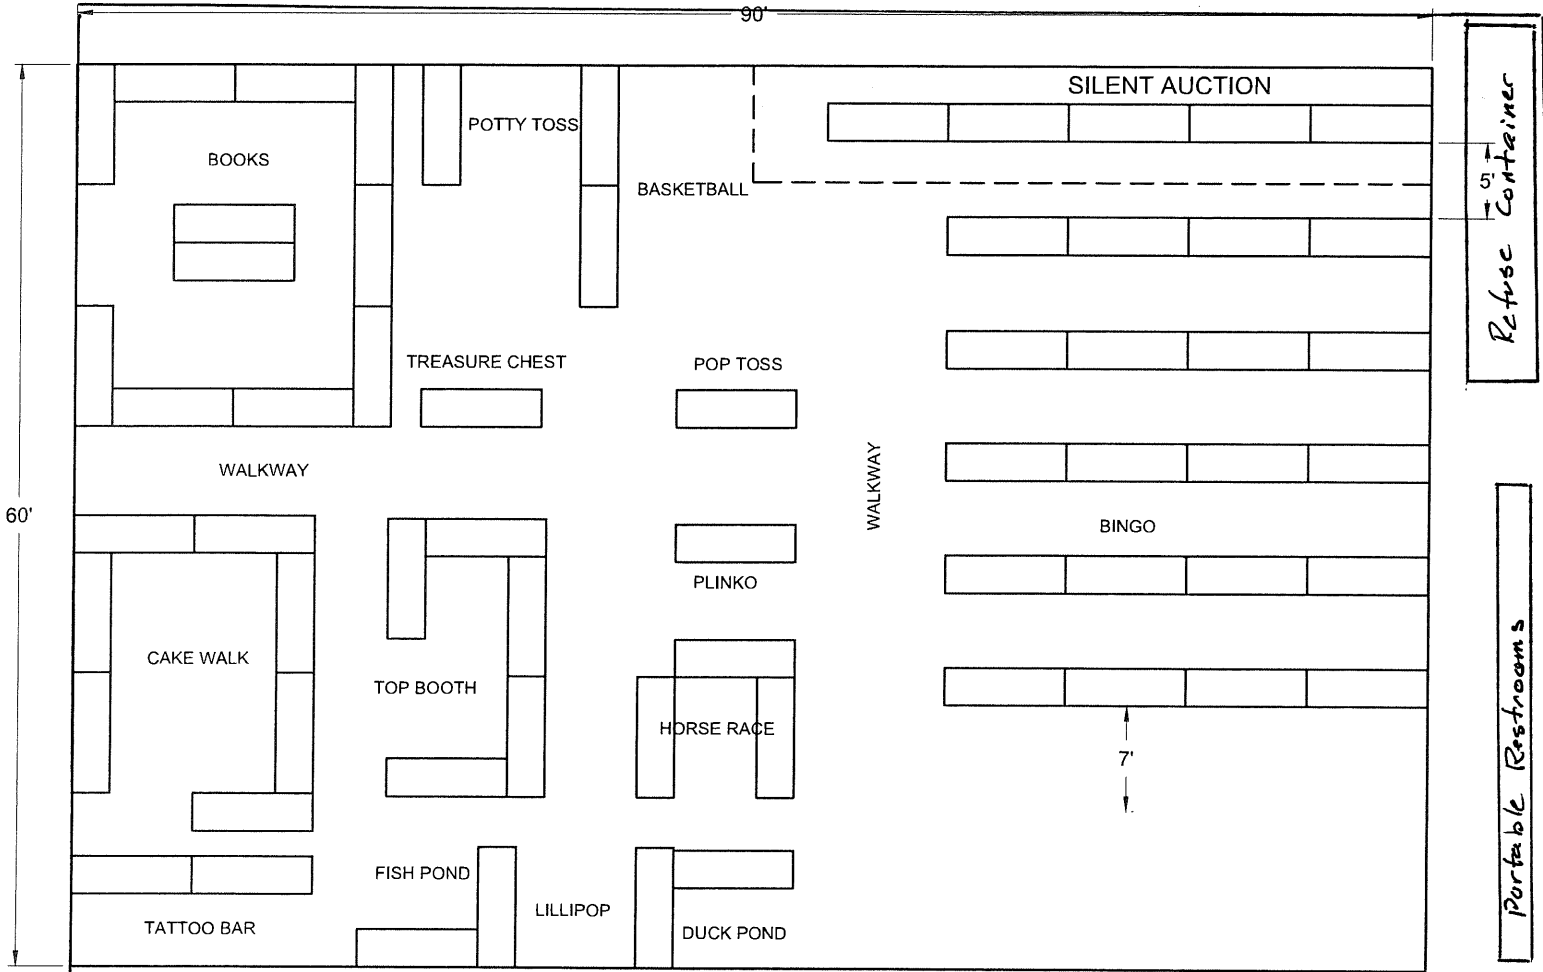 90'
SILENT AUCTION
POTTY TOSS
BOOKS
BASKETBALL
5'
Refuse Container
TREASURE CHEST
POP TOSS
WALKWAY
WALKWAY
60'
BINGO
PLINKO
CAKE WALK
TOP BOOTH
HORSE RACE
7'
Portable Restrooms
FISH POND
LILLIPOP
TATTOO BAR
DUCK POND